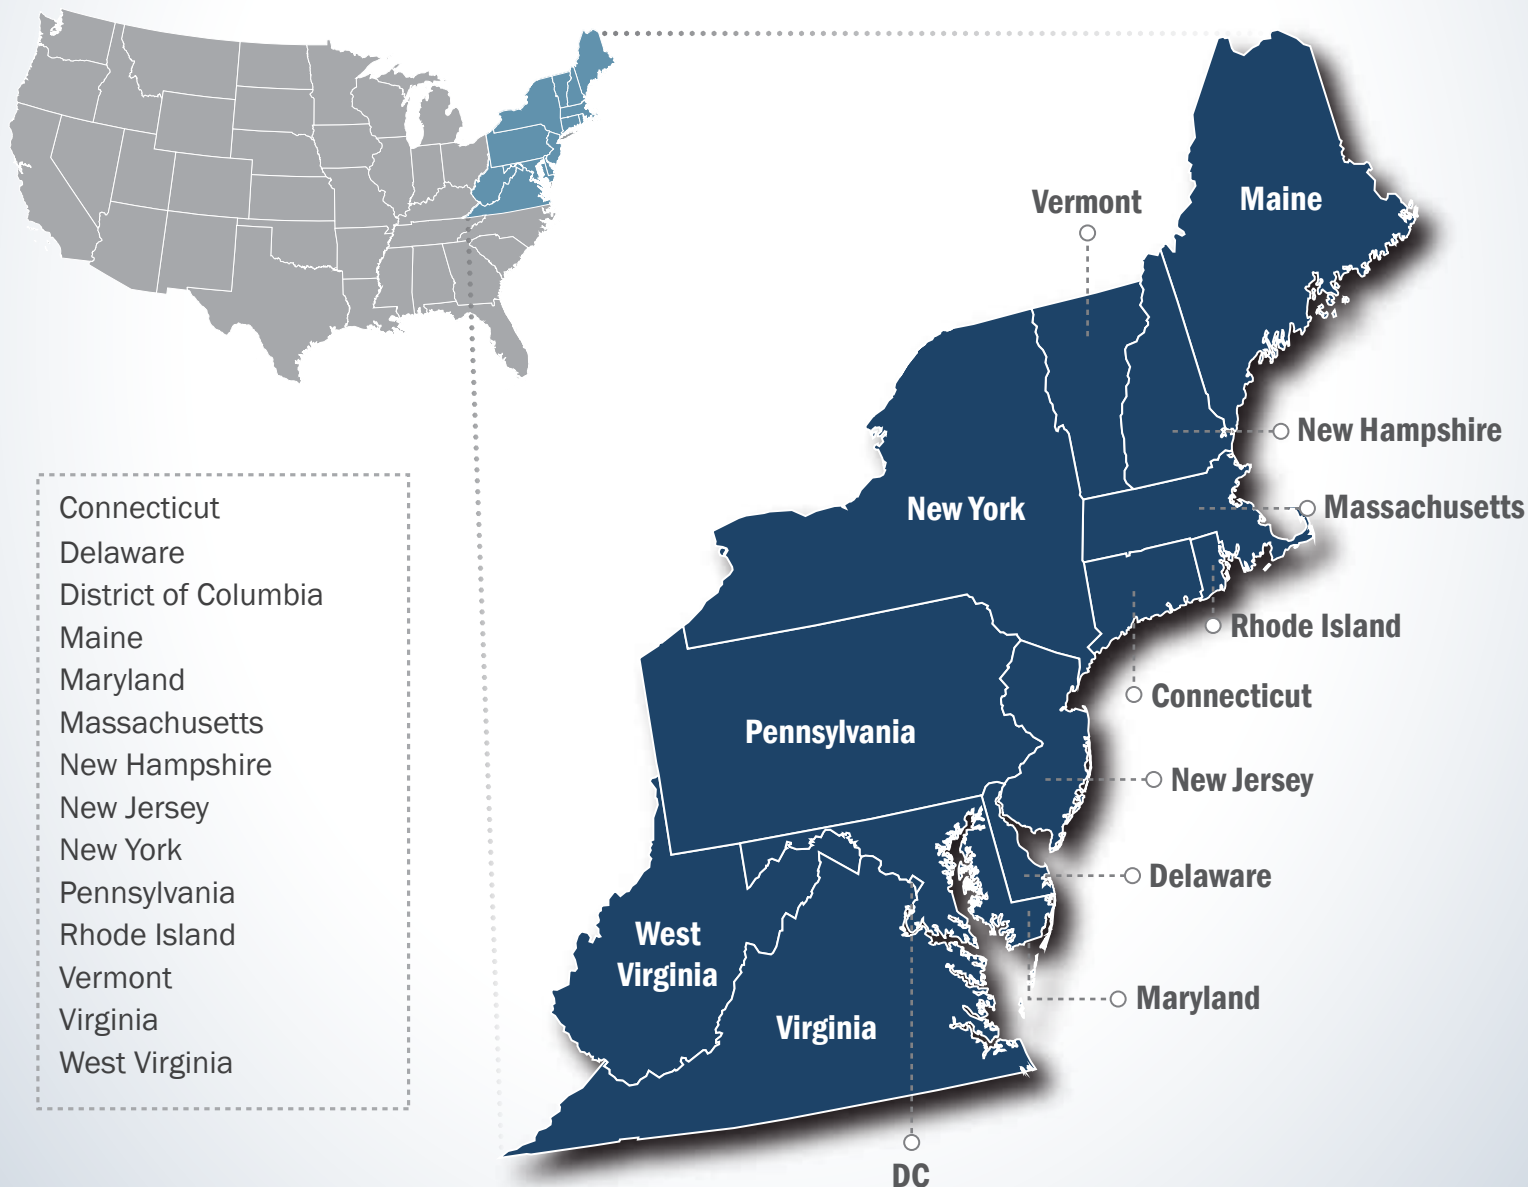 Vermont
Maine
New Hampshire
New York
Massachusetts
Rhode Island
Connecticut
Pennsylvania
New Jersey
Delaware
West
Virginia
Maryland
Virginia
DC
Connecticut
Delaware
District of Columbia
Maine
Maryland
Massachusetts
New Hampshire
New Jersey
New York
Pennsylvania
Rhode Island
Vermont
Virginia
West Virginia